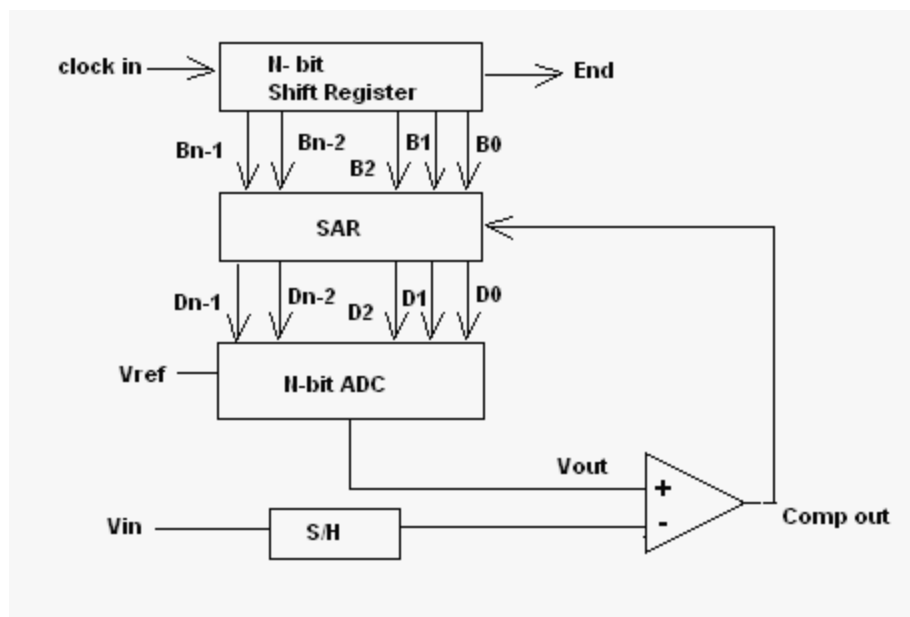 clock in
N- bit
Shift Register
End
Bn-1
Bn-2
B2
B1
B0
SAR
Dn-1
Dn-2
D2
D1
D0
Vref
N-bit ADC
Vout
+
-
Vin
S/H
Comp out